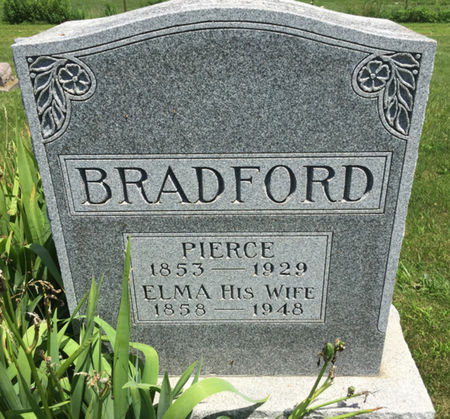 BRADFORD
PIERCE
1853 — 1929
ELMA HIS WIFE
1858 — 1948